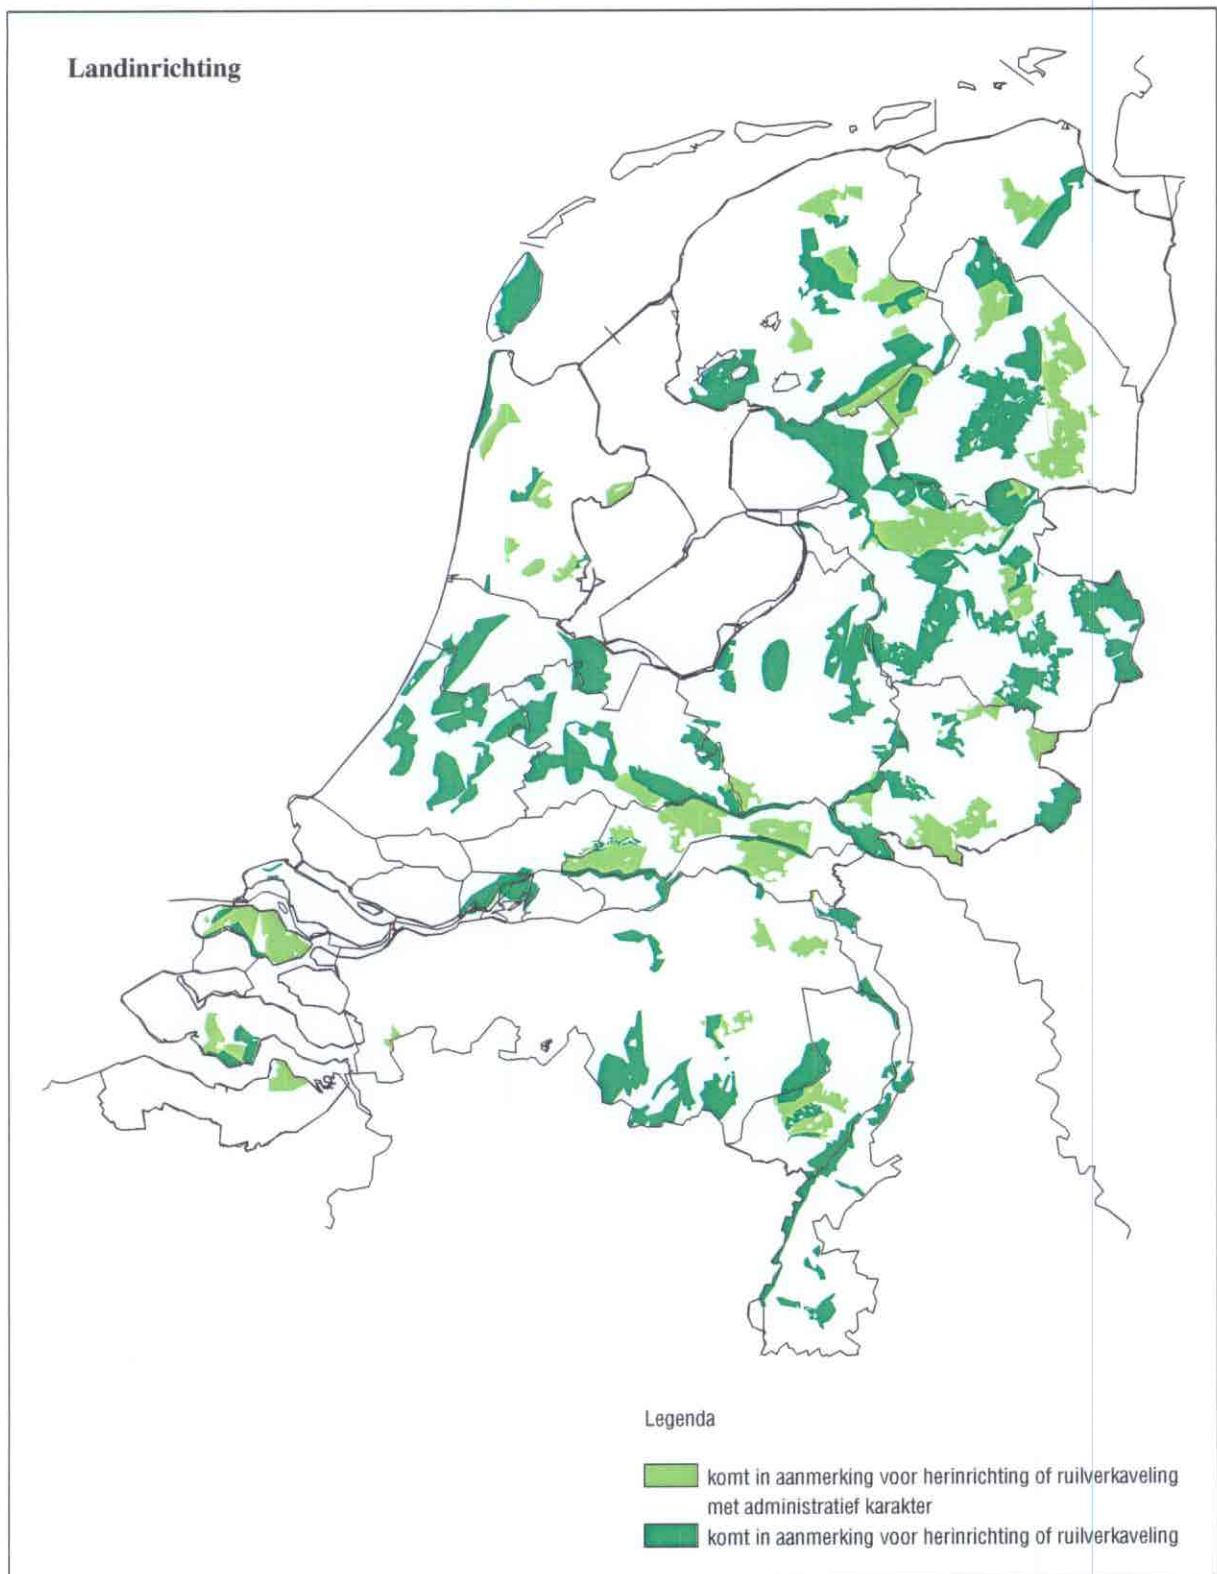 Landinrichting
Legenda
komt in aanmerking voor herinrichting of ruilverkaveling
met administratief karakter
komt in aanmerking voor herinrichting of ruilverkaveling